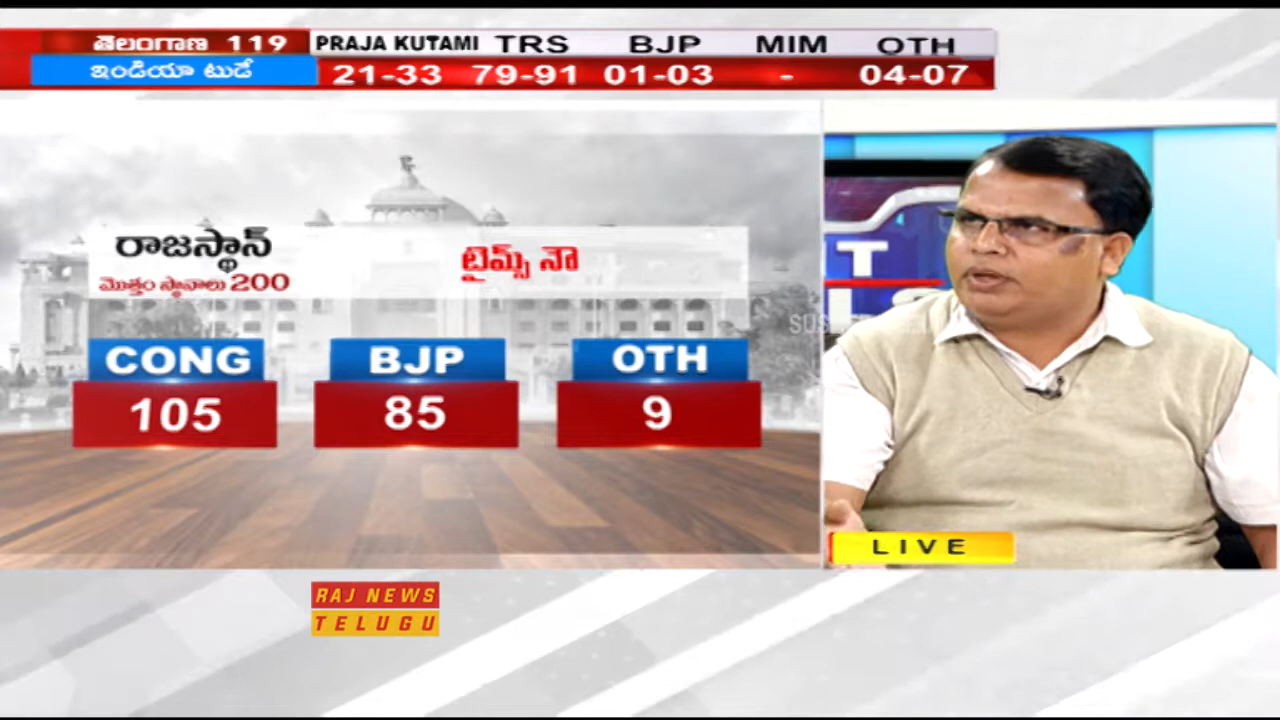 తెలంగాణ 119 PRAJA KUTAMI TRS BJP MIM OTH
ఇండియా టుడే 21-33 79-91 01-03 - 04-07
రాజస్థాన్ టైమ్స్ నౌ
మొత్తం స్థానాలు 200
CONG BJP OTH
105 85 9
LIVE
RAJ NEWS
TELUGU